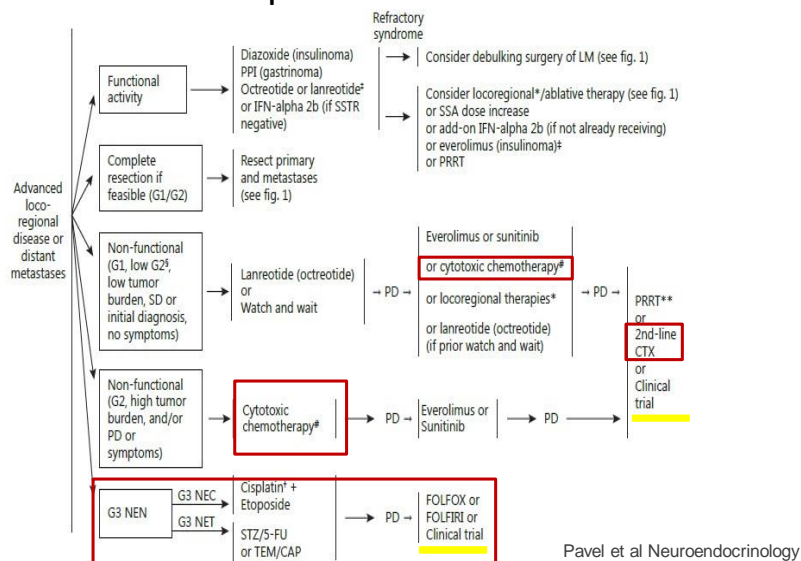 Refractory
syndrome
Functional
activity
Diazoxide (insulinoma)
PPI (gastrinoma)
Octreotide or lanreotide‡
or IFN-alpha 2b (if SSTR
negative)
Consider debulking surgery of LM (see fig. 1)
Consider locoregional*/ablative therapy (see fig. 1)
or SSA dose increase
or add-on IFN-alpha 2b (if not already receiving)
or everolimus (insulinoma)‡
or PRRT
Advanced
loco-
regional
disease or
distant
metastases
Complete
resection if
feasible (G1/G2)
Resect primary
and metastases
(see fig. 1)
Non-functional
(G1, low G2§,
low tumor
burden, SD or
initial diagnosis,
no symptoms)
Lanreotide (octreotide)
or
Watch and wait
PD
Everolimus or sunitinib
or cytotoxic chemotherapy#
or locoregional therapies*
or lanreotide (octreotide)
(if prior watch and wait)
PD
PRRT**
or
2nd-line
CTX
or
Clinical
trial
Non-functional
(G2, high tumor
burden, and/or
PD or
symptoms)
Cytotoxic
chemotherapy#
PD
Everolimus or
Sunitinib
PD
G3 NEN
G3 NEC
Cisplatin† +
Etoposide
G3 NET
STZ/5-FU
or TEM/CAP
PD
FOLFOX or
FOLFIRI or
Clinical trial
Pavel et al Neuroendocrinology